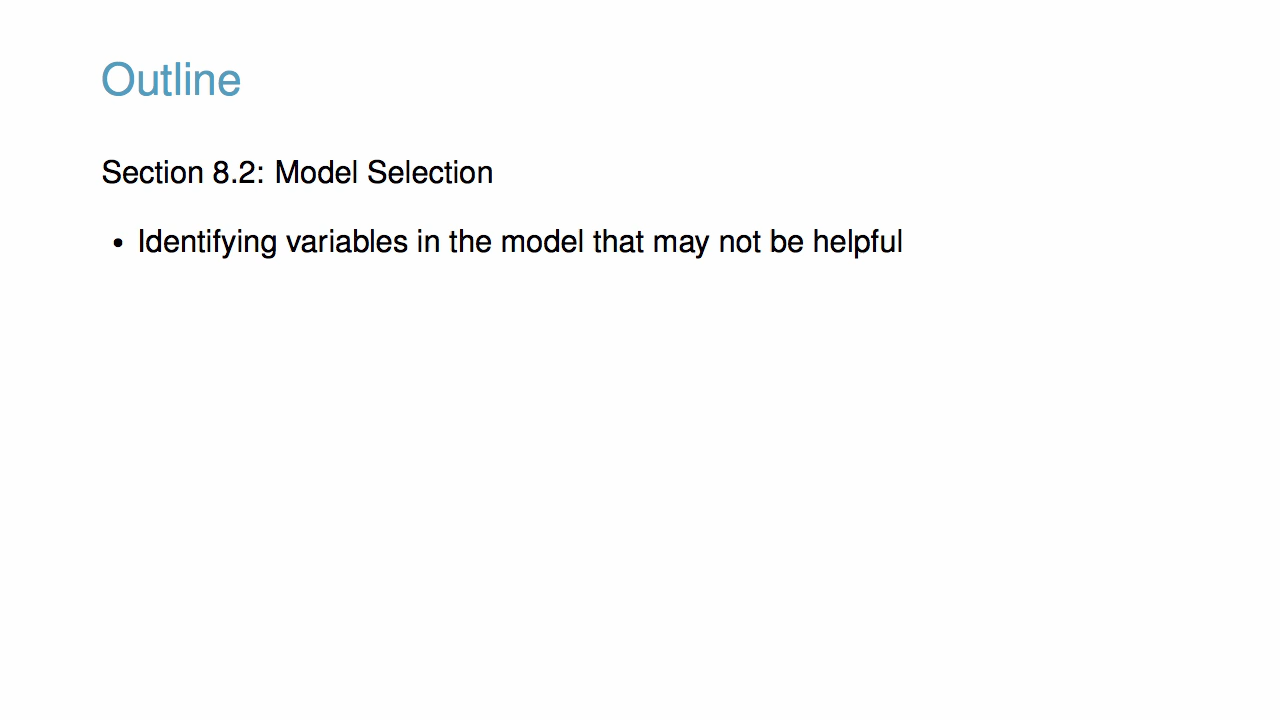 Outline
Section 8.2: Model Selection
• Identifying variables in the model that may not be helpful